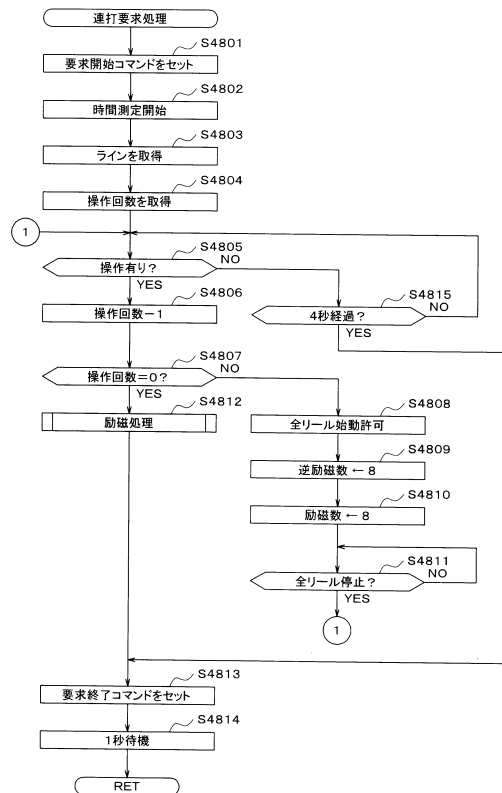 連打要求処理
S4801
要求開始コマンドをセット
S4802
時間測定開始
S4803
ラインを取得
S4804
操作回数を取得
1
S4805
操作有り?
NO
YES
S4806
操作回数－1
S4815
4秒経過?
NO
YES
S4807
操作回数＝0?
NO
YES
S4812
励磁処理
S4808
全リール始動許可
S4809
逆励磁数 ← 8
S4810
励磁数 ← 8
S4811
全リール停止?
NO
YES
1
S4813
要求終了コマンドをセット
S4814
1秒待機
RET